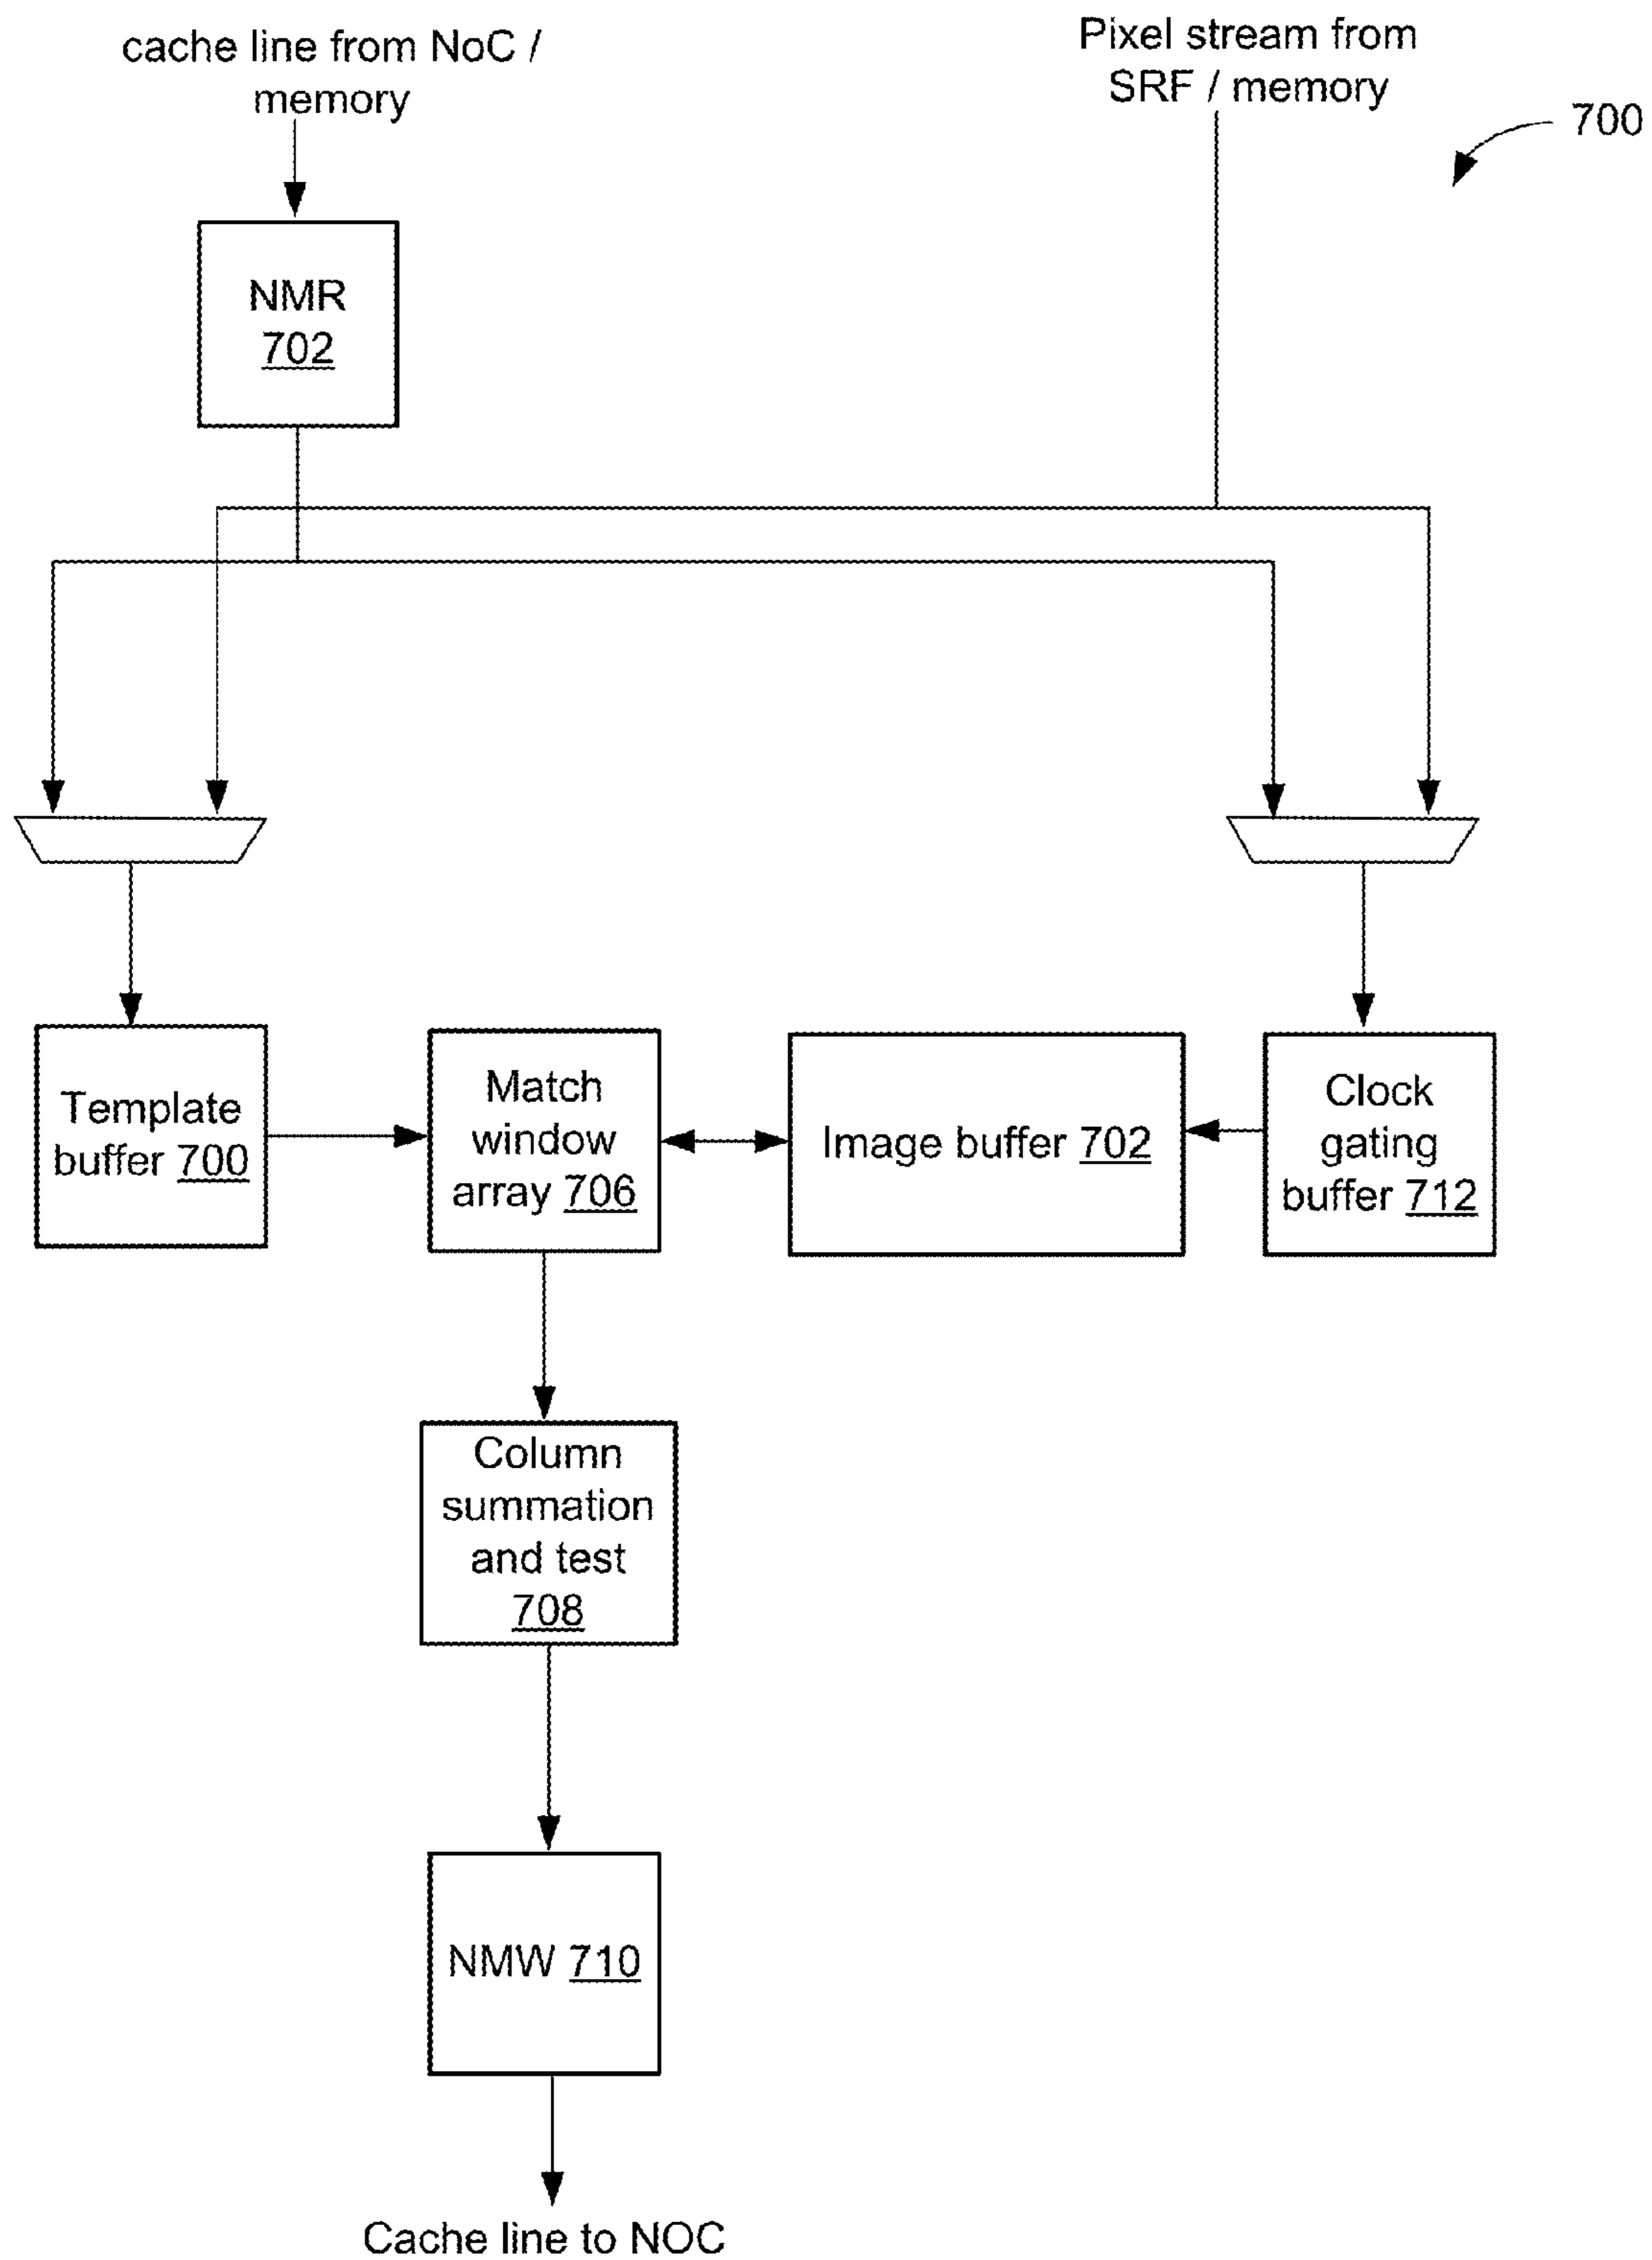 cache line from NoC /
memory
Pixel stream from
SRF / memory
700
NMR
702
Template
buffer 700
Match
window
array 706
Image buffer 702
Clock
gating
buffer 712
Column
summation
and test
708
NMW 710
Cache line to NOC